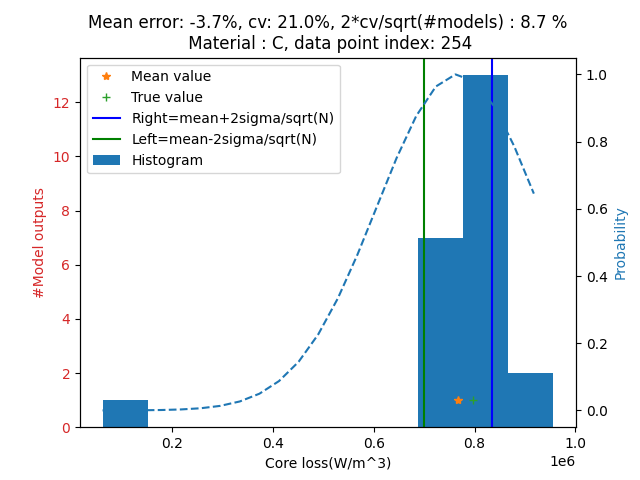 Mean error: -3.7%, cv: 21.0%, 2*cv/sqrt(#models) : 8.7 %
Material : C, data point index: 254
Mean value
True value
Right=mean+2sigma/sqrt(N)
Left=mean-2sigma/sqrt(N)
Histogram
#Model outputs
12
10
8
6
4
2
0
Probability
1.0
0.8
0.6
0.4
0.2
0.0
0.2
0.4
0.6
0.8
1.0
1e6
Core loss(W/m^3)